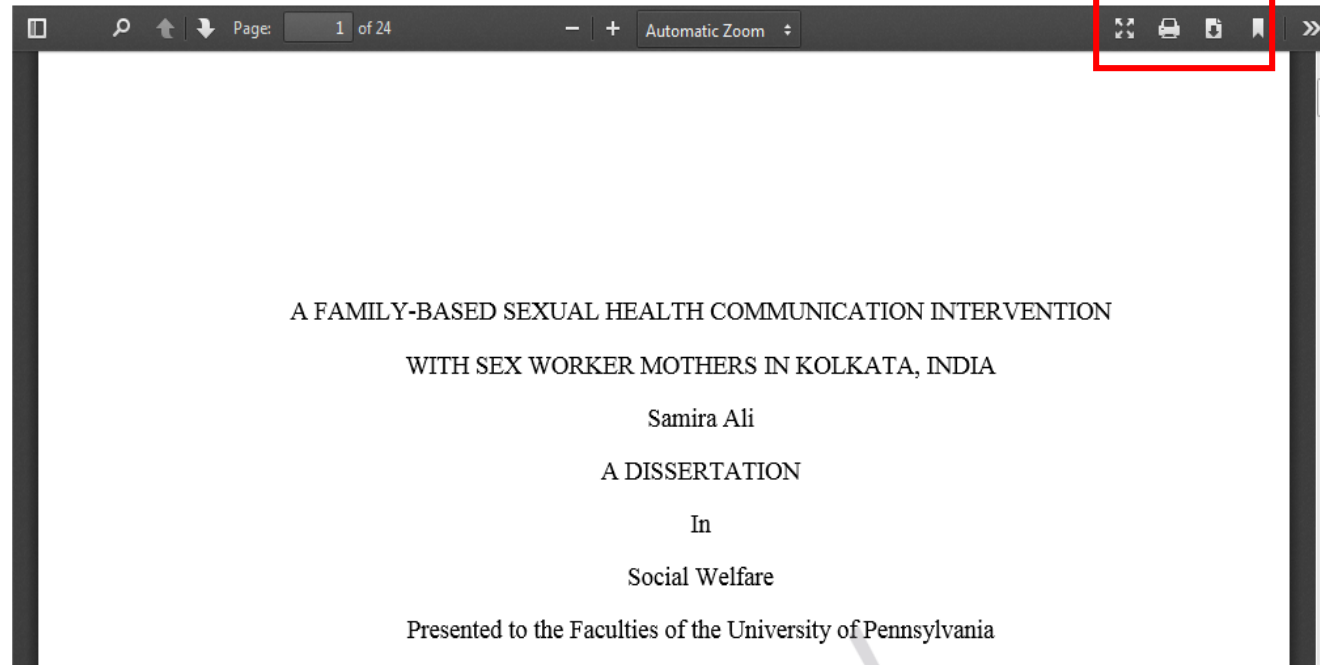 Page: 1 of 24 Automatic Zoom
A FAMILY-BASED SEXUAL HEALTH COMMUNICATION INTERVENTION
WITH SEX WORKER MOTHERS IN KOLKATA, INDIA
Samira Ali
A DISSERTATION
In
Social Welfare
Presented to the Faculties of the University of Pennsylvania